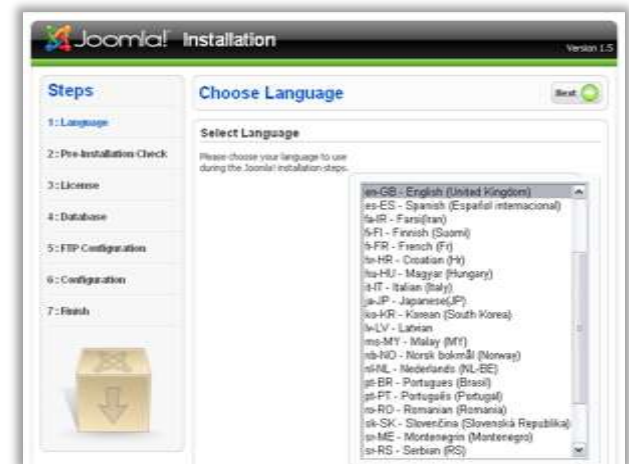 Joomla! Installation
Version 1.5
Steps
1 : Language
2 : Pre-Installation Check
3 : License
4 : Database
5 : FTP Configuration
6 : Configuration
7 : Finish
Choose Language
Next
Select Language
Please choose your language to use
during the Joomla! installation steps.
en-GB - English (United Kingdom)
es-ES - Spanish (Español internacional)
fa-IR - Farsi(Iran)
fi-FI - Finnish (Suomi)
fr-FR - French (Fr)
hr-HR - Croatian (Hr)
hu-HU - Magyar (Hungary)
it-IT - Italian (Italy)
ja-JP - Japanese(JP)
ko-KR - Korean (South Korea)
lv-LV - Latvian
ms-MY - Malay (MY)
nb-NO - Norsk bokmål (Norway)
nl-NL - Nederlands (NL-BE)
pt-BR - Portugues (Brasil)
pt-PT - Português (Portugal)
ro-RO - Romanian (Romania)
sk-SK - Slovenčina (Slovenská Republika)
sr-ME - Montenegrin (Montenegro)
sr-RS - Serbian (RS)